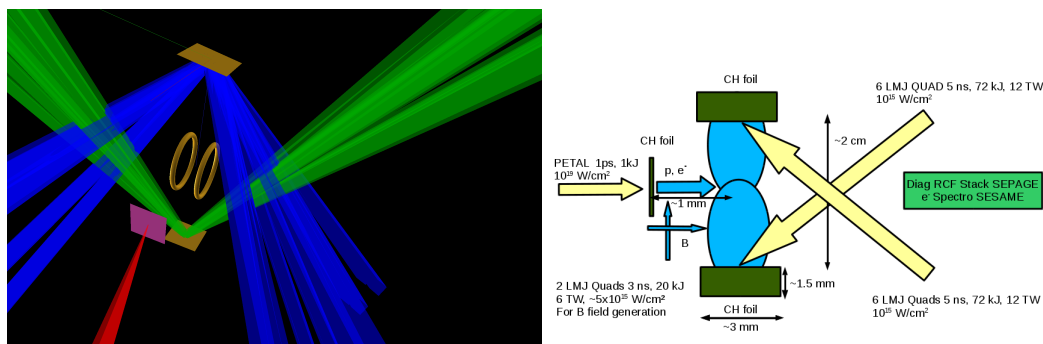 CH foil
6 LMJ QUAD 5 ns, 72 kJ, 12 TW
10¹⁵ W/cm²
CH foil
~2 cm
PETAL 1ps, 1kJ
10¹⁹ W/cm²
p, e⁻
Diag RCF Stack SEPAGE
e⁻ Spectro SESAME
~1 mm
B
2 LMJ Quads 3 ns, 20 kJ
6 TW, ~5x10¹⁵ W/cm²
For B field generation
~1.5 mm
CH foil
~3 mm
6 LMJ Quads 5 ns, 72 kJ, 12 TW
10¹⁵ W/cm²